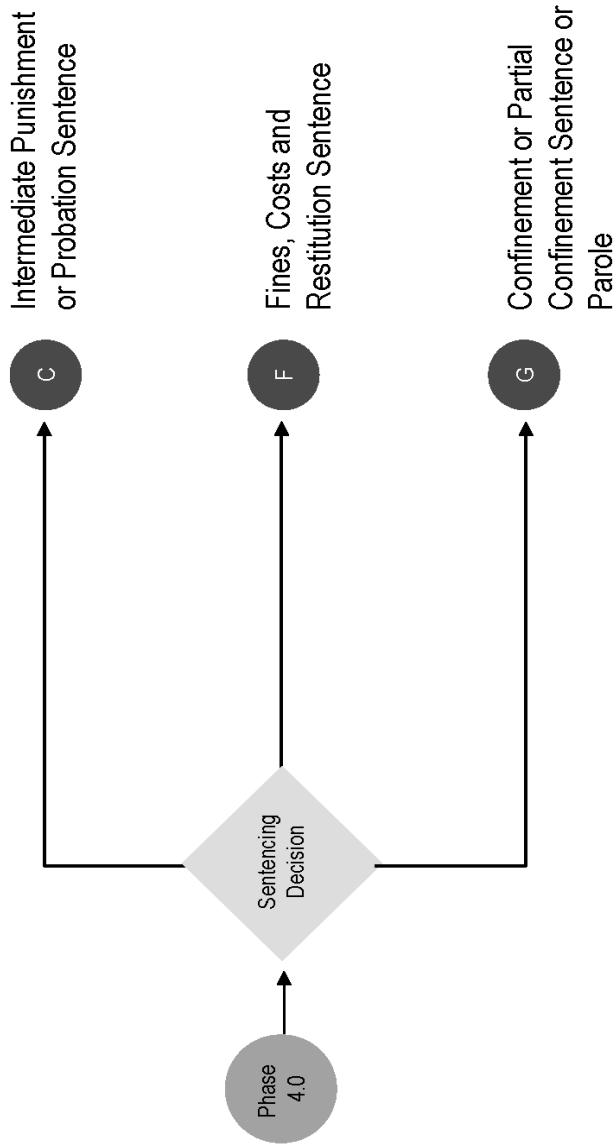 Phase
4.0
Sentencing
Decision
C
Intermediate Punishment
or Probation Sentence
F
Fines, Costs and
Restitution Sentence
G
Confinement or Partial
Confinement Sentence or
Parole